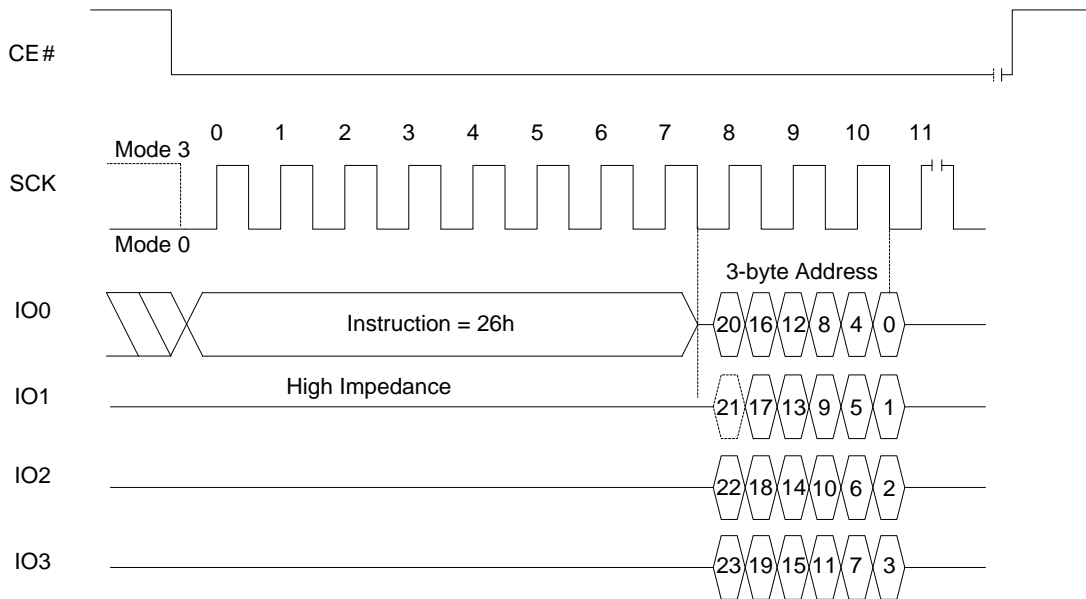 CE#
0 1 2 3 4 5 6 7 8 9 10 11
Mode 3
SCK
Mode 0
3-byte Address
IO0
Instruction = 26h
20 16 12 8 4 0
High Impedance
IO1
21 17 13 9 5 1
IO2
22 18 14 10 6 2
IO3
23 19 15 11 7 3